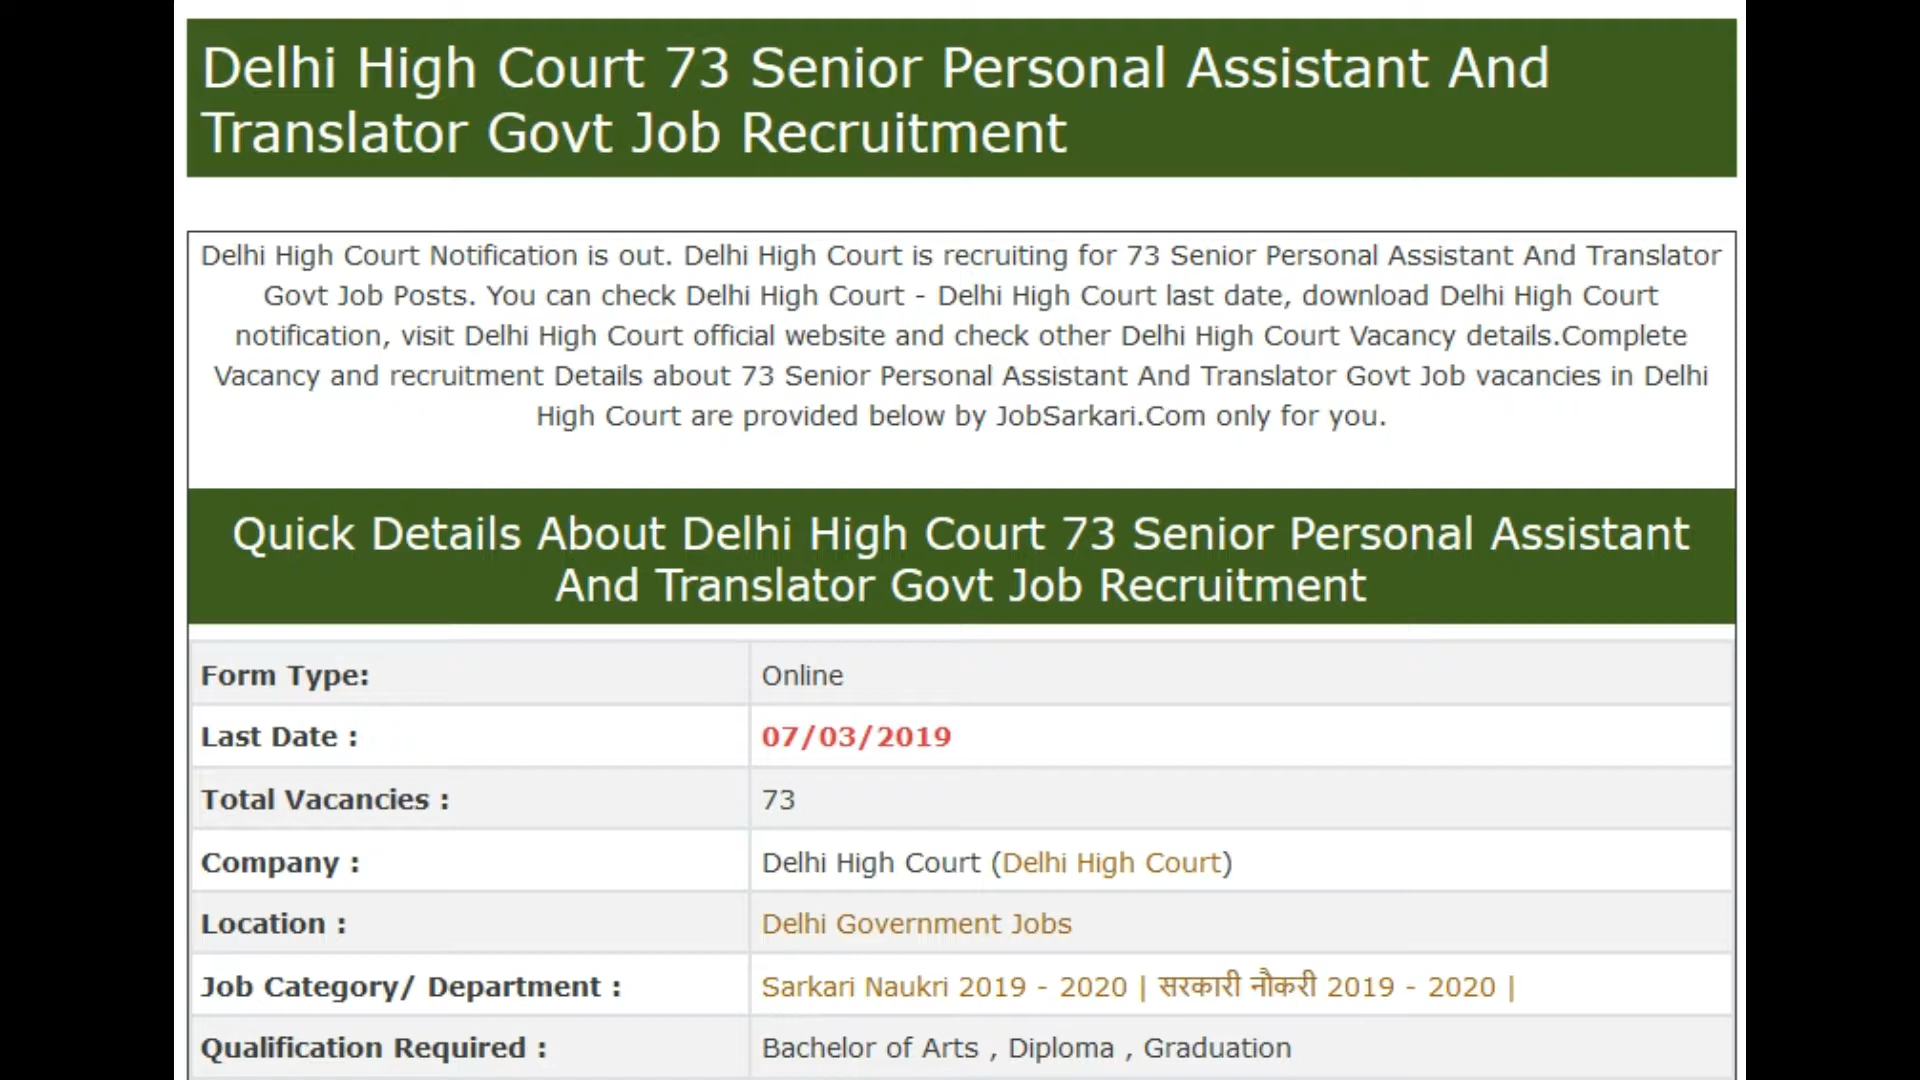 Delhi High Court 73 Senior Personal Assistant And
Translator Govt Job Recruitment
Delhi High Court Notification is out. Delhi High Court is recruiting for 73 Senior Personal Assistant And Translator
Govt Job Posts. You can check Delhi High Court - Delhi High Court last date, download Delhi High Court
notification, visit Delhi High Court official website and check other Delhi High Court Vacancy details.Complete
Vacancy and recruitment Details about 73 Senior Personal Assistant And Translator Govt Job vacancies in Delhi
High Court are provided below by JobSarkari.Com only for you.
Quick Details About Delhi High Court 73 Senior Personal Assistant
And Translator Govt Job Recruitment
Form Type: Online
Last Date : 07/03/2019
Total Vacancies : 73
Company : Delhi High Court (Delhi High Court)
Location : Delhi Government Jobs
Job Category/ Department : Sarkari Naukri 2019 - 2020 | सरकारी नौकरी 2019 - 2020 |
Qualification Required : Bachelor of Arts , Diploma , Graduation